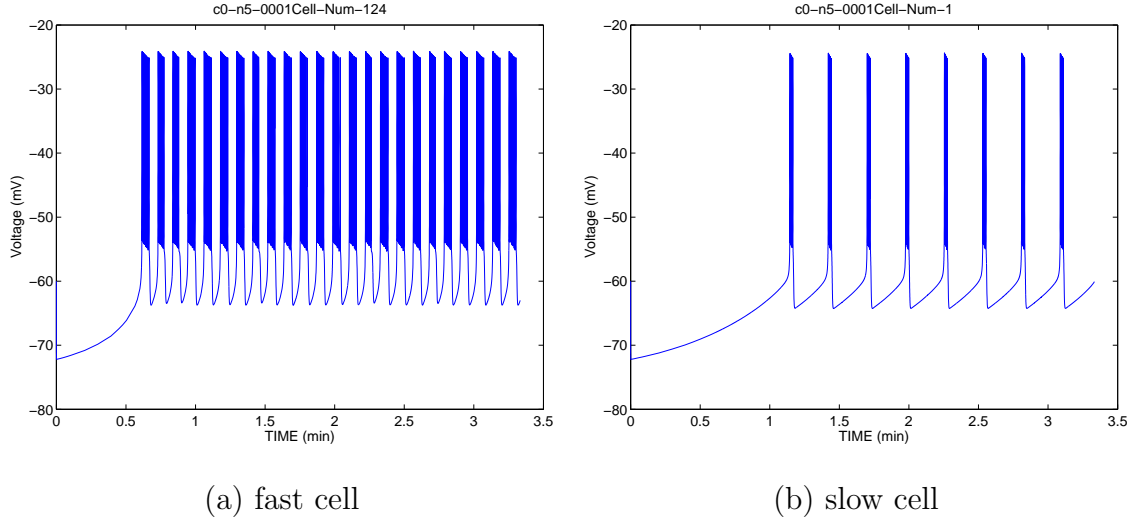 c0-n5-0001Cell-Num-124
−20
−30
−40
−50
−60
−70
−80
Voltage (mV)
0 0.5 1 1.5 2 2.5 3 3.5
TIME (min)
(a) fast cell
c0-n5-0001Cell-Num-1
−20
−30
−40
−50
−60
−70
−80
Voltage (mV)
0 0.5 1 1.5 2 2.5 3 3.5
TIME (min)
(b) slow cell